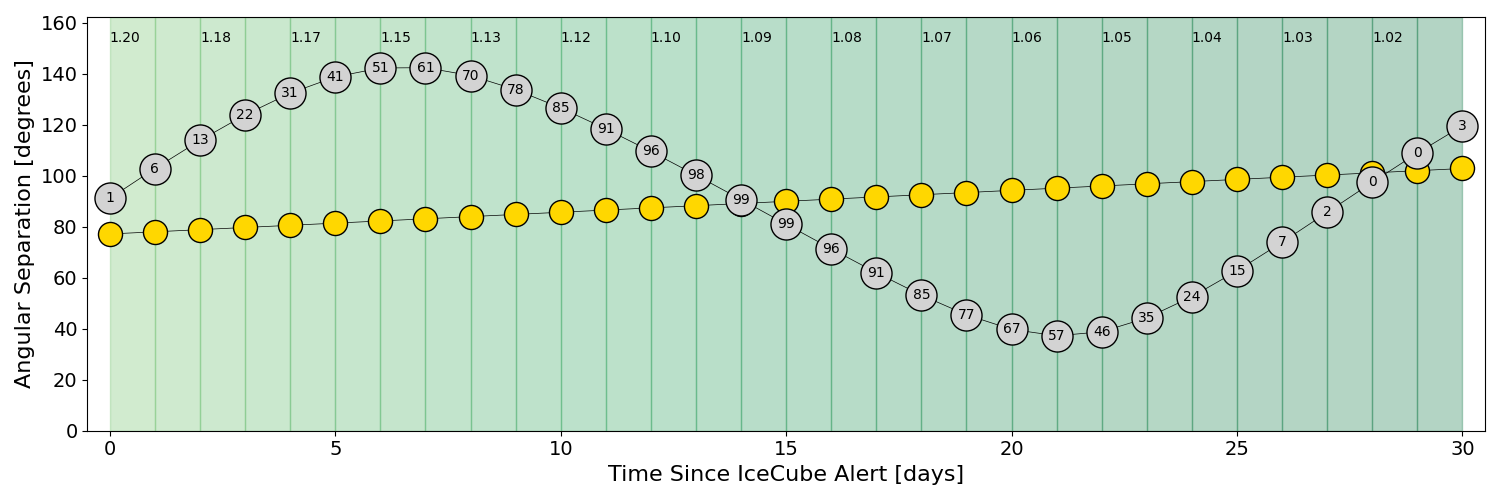 160
1.20 1.18 1.17 1.15 1.13 1.12 1.10 1.09 1.08 1.07 1.06 1.05 1.04 1.03 1.02
140
120
100
80
60
40
20
0
Angular Separation [degrees]
1 6 13 22 31 41 51 61 70 78 85 91 96 98 99 99 96 91 85 77 67 57 46 35 24 15 7 2 0 0 3
0 5 10 15 20 25 30
Time Since IceCube Alert [days]